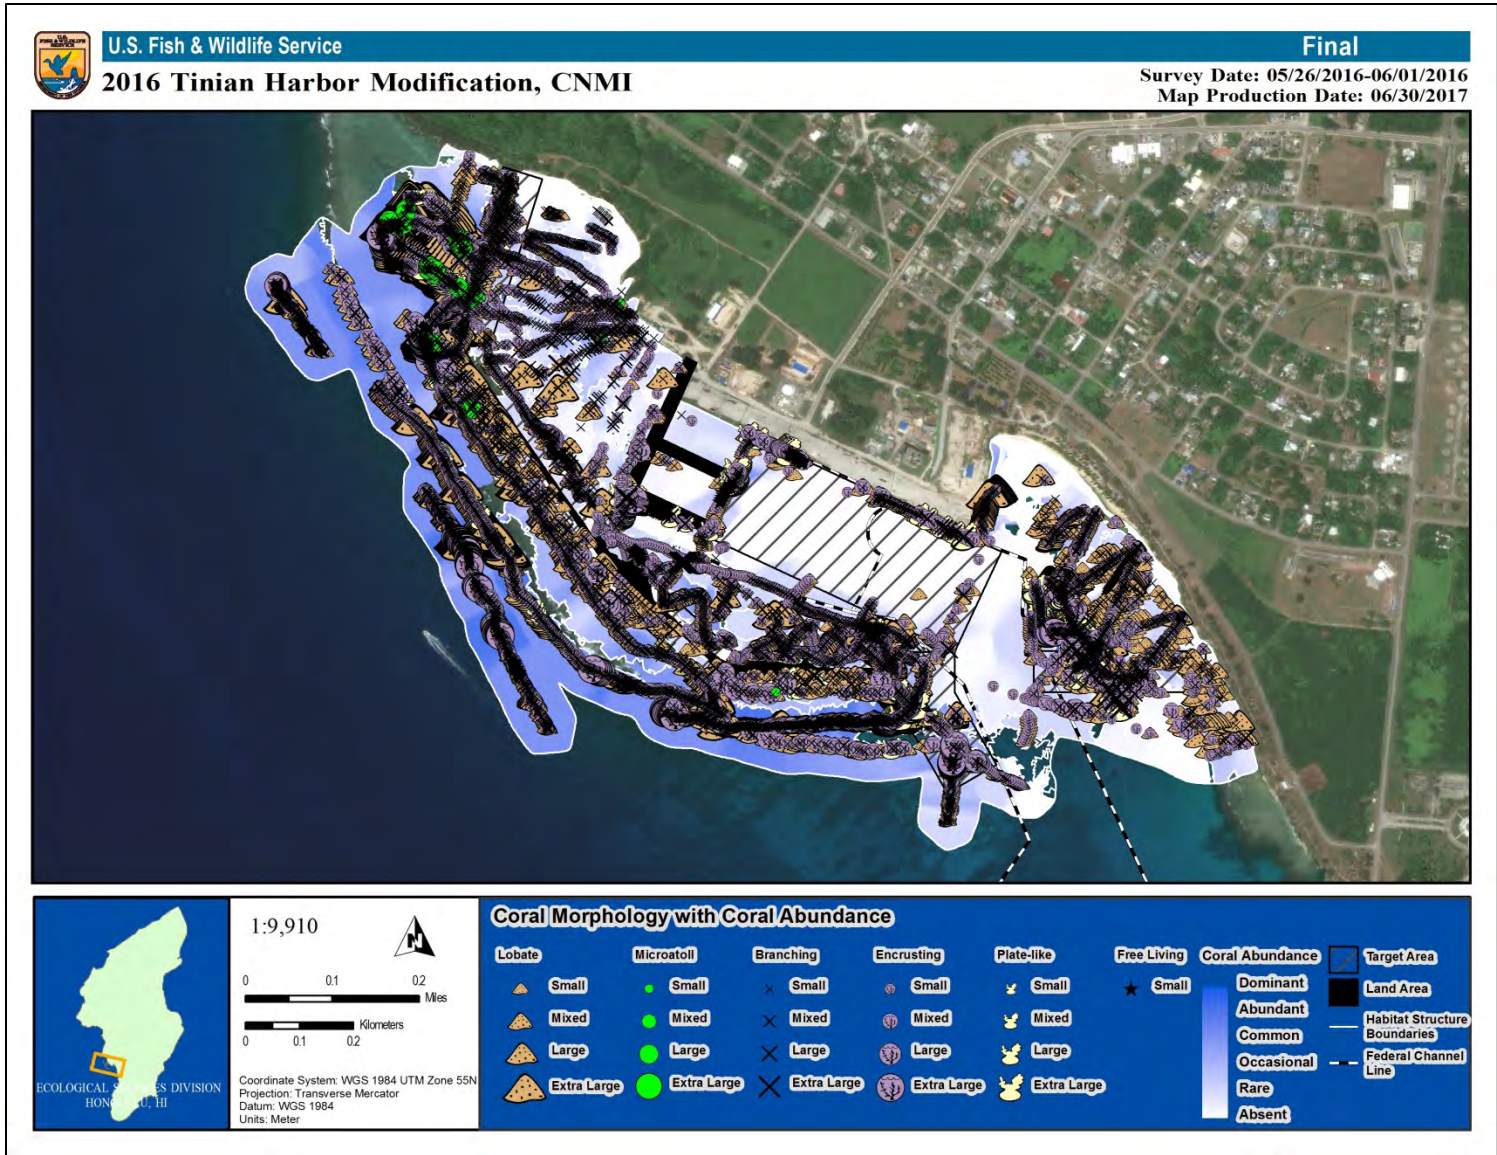 U.S.
FISH & WILDLIFE
SERVICE
U.S. Fish & Wildlife Service
Final
2016 Tinian Harbor Modification, CNMI
Survey Date: 05/26/2016-06/01/2016
Map Production Date: 06/30/2017
ECOLOGICAL S ES DIVISION
HON U, HI
1:9,910
N
0 0.1 0.2
Miles
Kilometers
0 0.1 0.2
Coordinate System: WGS 1984 UTM Zone 55N
Projection: Transverse Mercator
Datum: WGS 1984
Units: Meter
Coral Morphology with Coral Abundance
Lobate
Small
Mixed
Large
Extra Large
Microatoll
Small
Mixed
Large
Extra Large
Branching
Small
Mixed
Large
Extra Large
Encrusting
Small
Mixed
Large
Extra Large
Plate-like
Small
Mixed
Large
Extra Large
Free Living
Small
Coral Abundance
Dominant
Abundant
Common
Occasional
Rare
Absent
Target Area
Land Area
Habitat Structure
Boundaries
Federal Channel
Line